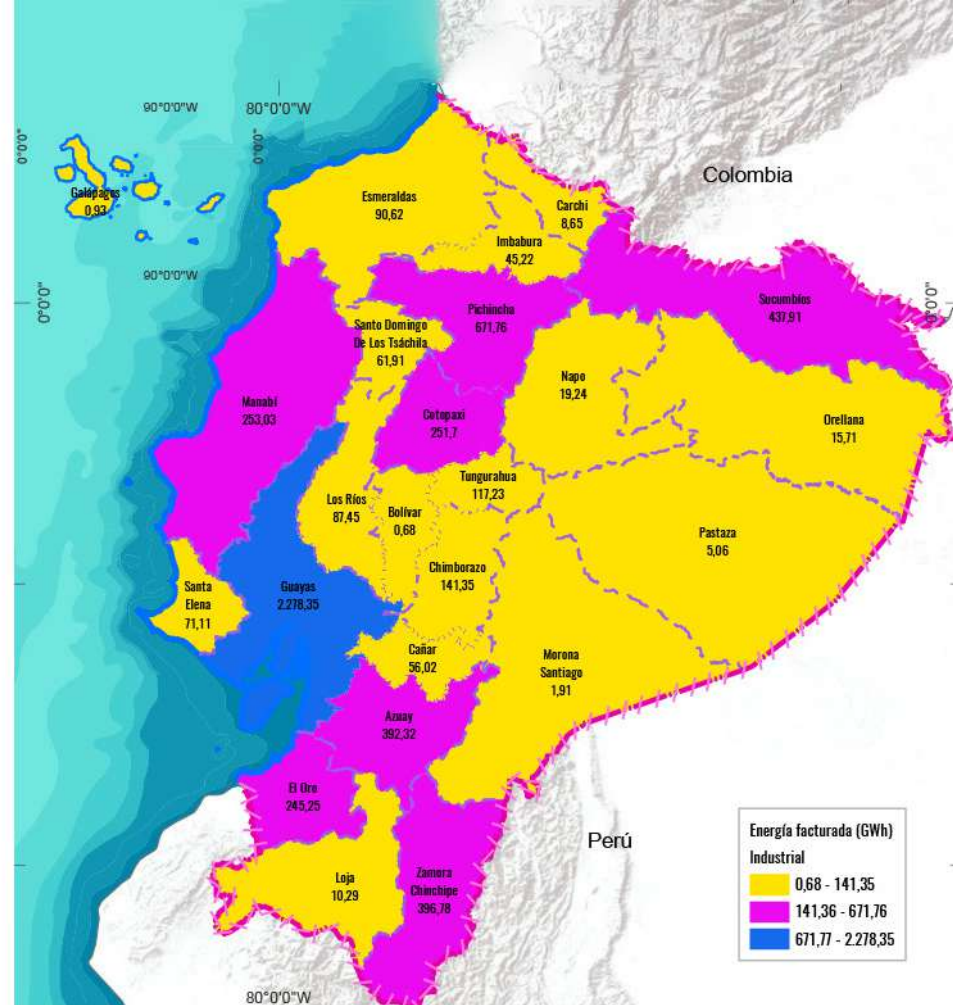 90°0'0"W
80°0'0"W
0°0'0"
0°0'0"
Colombia
Galápagos
0,93
Esmeraldas
90,62
Carchi
8,65
Imbabura
45,22
90°0'0"W
0°0'0"
0°0'0"
Sucumbíos
437,91
Pichincha
671,76
Santo Domingo
De Los Tsáchila
61,91
Napo
19,24
Manabí
253,03
Cotopaxi
251,7
Orellana
15,71
Tungurahua
117,23
Los Ríos
87,45
Bolívar
0,68
Pastaza
5,06
Chimborazo
141,35
Santa
Elena
71,11
Guayas
2.278,35
Cañar
56,02
Morona
Santiago
1,91
Azuay
392,32
El Oro
245,25
Perú
Loja
10,29
Zamora
Chinchipe
396,78
Energía facturada (GWh)
Industrial
0,68 - 141,35
141,36 - 671,76
671,77 - 2.278,35
80°0'0"W